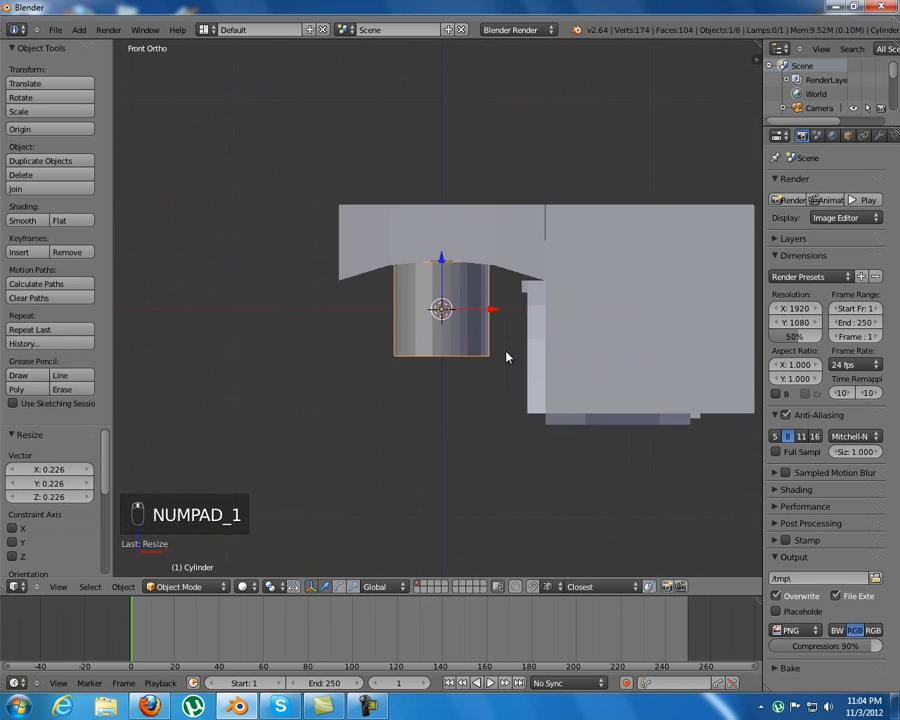 Blender
File Add Render Window Help Default Scene Blender Render v2.64 | Verts:174 | Faces:104 | Objects:1/8 | Lamps:0/1 | Mem:9.52M (0.10M) | Cylinder
Object Tools
Transform:
Translate
Rotate
Scale
Origin
Object:
Duplicate Objects
Delete
Join
Shading:
Smooth Flat
Keyframes:
Insert Remove
Motion Paths:
Calculate Paths
Clear Paths
Repeat:
Repeat Last
History...
Grease Pencil:
Draw Line
Poly Erase
Use Sketching Sessio
Resize
Vector
X: 0.226
Y: 0.226
Z: 0.226
Constraint Axis
X
Y
Z
Orientation
Front Ortho
NUMPAD_1
Last: Resize
(1) Cylinder
View Select Object Object Mode Global Closest
View Search All Sce
Scene
RenderLaye
World
Camera
Scene
Render
Render Animat Play
Display: Image Editor
Layers
Dimensions
Render Presets
Resolution: Frame Range:
X: 1920 Start Fr: 1
Y: 1080 End : 250
50% Frame : 1
Aspect Ratio: Frame Rate:
X: 1.000 24 fps
Y: 1.000 Time Remappi
B Cr 10 10
Anti-Aliasing
5 8 11 16 Mitchell-N
Full Sampl Siz: 1.000
Sampled Motion Blur
Shading
Performance
Post Processing
Stamp
Output
/tmp\
Overwrite File Exte
Placeholde
PNG BW RGB RGB
Compression: 90%
Bake
-40 -20 0 20 40 60 80 100 120 140 160 180 200 220 240 260
View Marker Frame Playback Start: 1 End: 250 1 No Sync
11:04 PM
11/3/2012